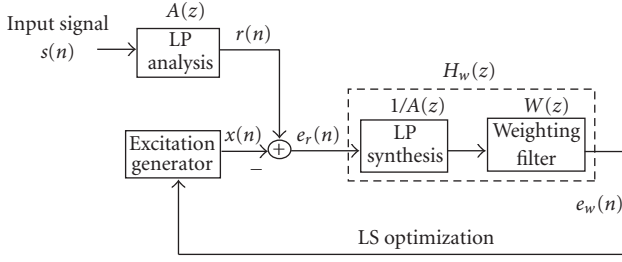 A(z)
Input signal
s(n)
LP
analysis
r(n)
H_w(z)
1/A(z)
W(z)
Excitation
generator
x(n)
+
−
e_r(n)
LP
synthesis
Weighting
filter
e_w(n)
LS optimization